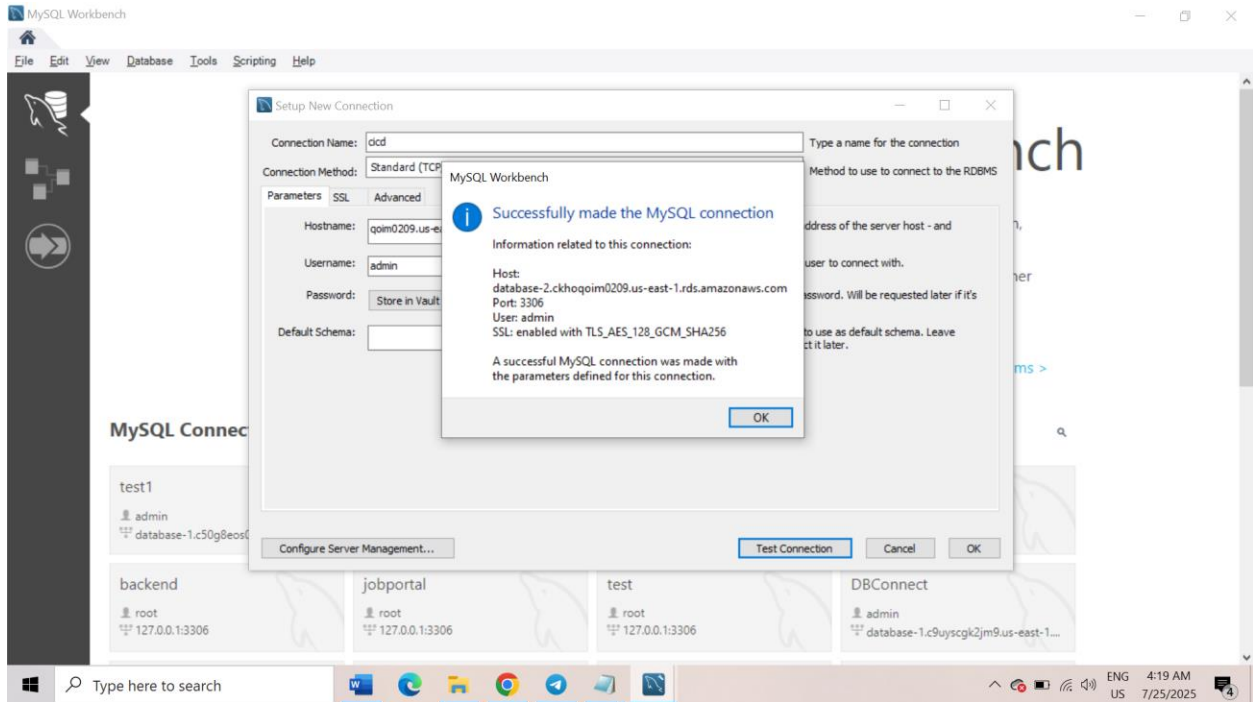 MySQL Workbench
File Edit View Database Tools Scripting Help
Setup New Connection
Connection Name: cicd Type a name for the connection
Connection Method: Standard (TCP Method to use to connect to the RDBMS
Parameters SSL Advanced
Hostname: qoim0209.us-ea ddress of the server host - and
Username: admin user to connect with.
Password: Store in Vault assword. Will be requested later if it's
Default Schema: to use as default schema. Leave
ct it later.
MySQL Workbench
Successfully made the MySQL connection
Information related to this connection:
Host:
database-2.ckhoqoim0209.us-east-1.rds.amazonaws.com
Port: 3306
User: admin
SSL: enabled with TLS_AES_128_GCM_SHA256
A successful MySQL connection was made with
the parameters defined for this connection.
OK
Configure Server Management... Test Connection Cancel OK
nch
n,
ner
ms >
MySQL Connec
test1
admin
database-1.c50g8eos
backend
root
127.0.0.1:3306
jobportal
root
127.0.0.1:3306
test
root
127.0.0.1:3306
DBConnect
admin
database-1.c9uyscgk2jm9.us-east-1....
Type here to search
ENG 4:19 AM
US 7/25/2025
4